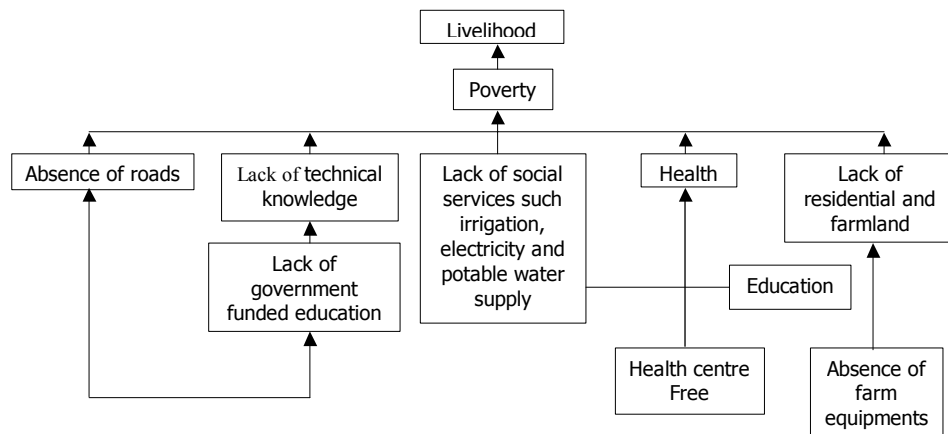 Livelihood
Poverty
Absence of roads
Lack of technical
knowledge
Lack of social
services such
irrigation,
electricity and
potable water
supply
Health
Lack of
residential and
farmland
Lack of
government
funded education
Education
Health centre
Free
Absence of
farm
equipments